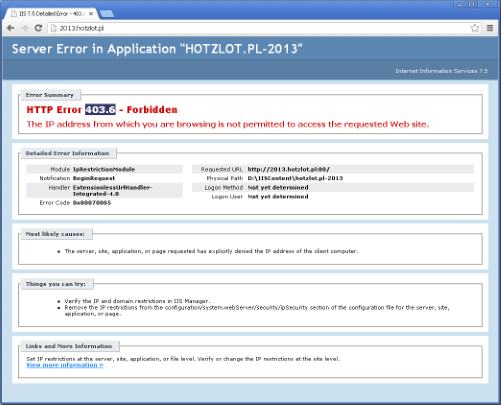 IIS 7.5 Detailed Error - 403.
2013.hotzlot.pl
Server Error in Application "HOTZLOT.PL-2013"
Internet Information Services 7.5
Error Summary
HTTP Error 403.6 - Forbidden
The IP address from which you are browsing is not permitted to access the requested Web site.
Detailed Error Information
Module IpRestrictionModule
Notification BeginRequest
Handler ExtensionlessUrlHandler-
Integrated-4.0
Error Code 0x80070005
Requested URL http://2013.hotzlot.pl:80/
Physical Path D:\IISContent\hotzlot.pl-2013
Logon Method Not yet determined
Logon User Not yet determined
Most likely causes:
• The server, site, application, or page requested has explicitly denied the IP address of the client computer.
Things you can try:
• Verify the IP and domain restrictions in IIS Manager.
• Remove the IP restrictions from the configuration/system.webServer/security/ipSecurity section of the configuration file for the server, site,
application, or page.
Links and More Information
Set IP restrictions at the server, site, application, or file level. Verify or change the IP restrictions at the site level.
View more information »